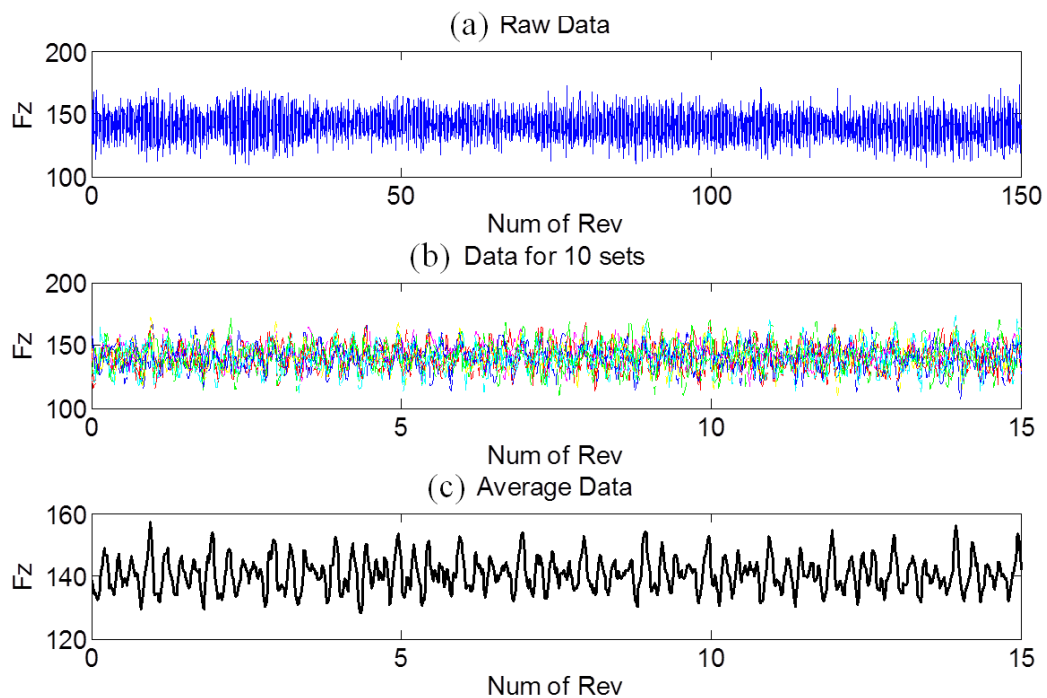 (a) Raw Data
200
150
100
Fz
0 50 100 150
Num of Rev
(b) Data for 10 sets
200
150
100
Fz
0 5 10 15
Num of Rev
(c) Average Data
160
140
120
Fz
0 5 10 15
Num of Rev